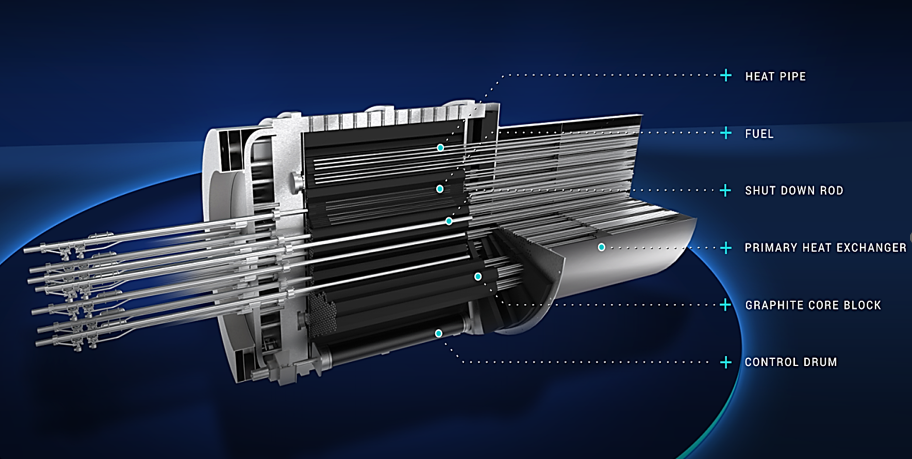 HEAT PIPE
FUEL
SHUT DOWN ROD
PRIMARY HEAT EXCHANGER
GRAPHITE CORE BLOCK
CONTROL DRUM